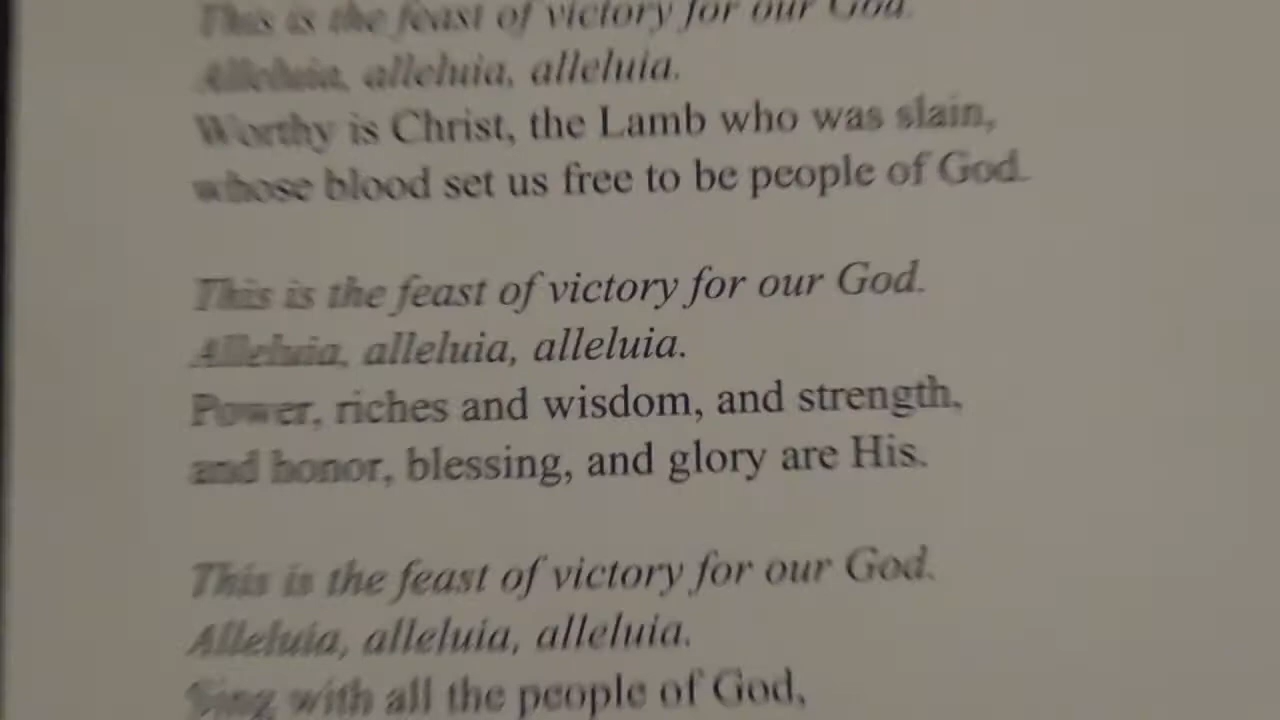 This is the feast of victory for our God.
Alleluia, alleluia, alleluia.
Worthy is Christ, the Lamb who was slain,
whose blood set us free to be people of God.
This is the feast of victory for our God.
Alleluia, alleluia, alleluia.
Power, riches and wisdom, and strength,
and honor, blessing, and glory are His.
This is the feast of victory for our God.
Alleluia, alleluia, alleluia.
Sing with all the people of God,